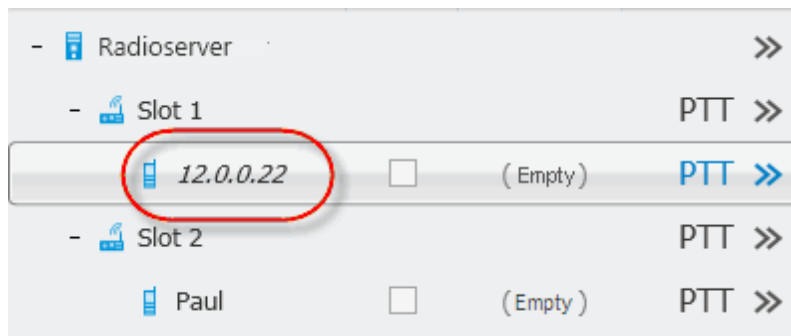 - Radioserver »
- Slot 1 PTT »
12.0.0.22 ( Empty ) PTT »
- Slot 2 PTT »
Paul ( Empty ) PTT »